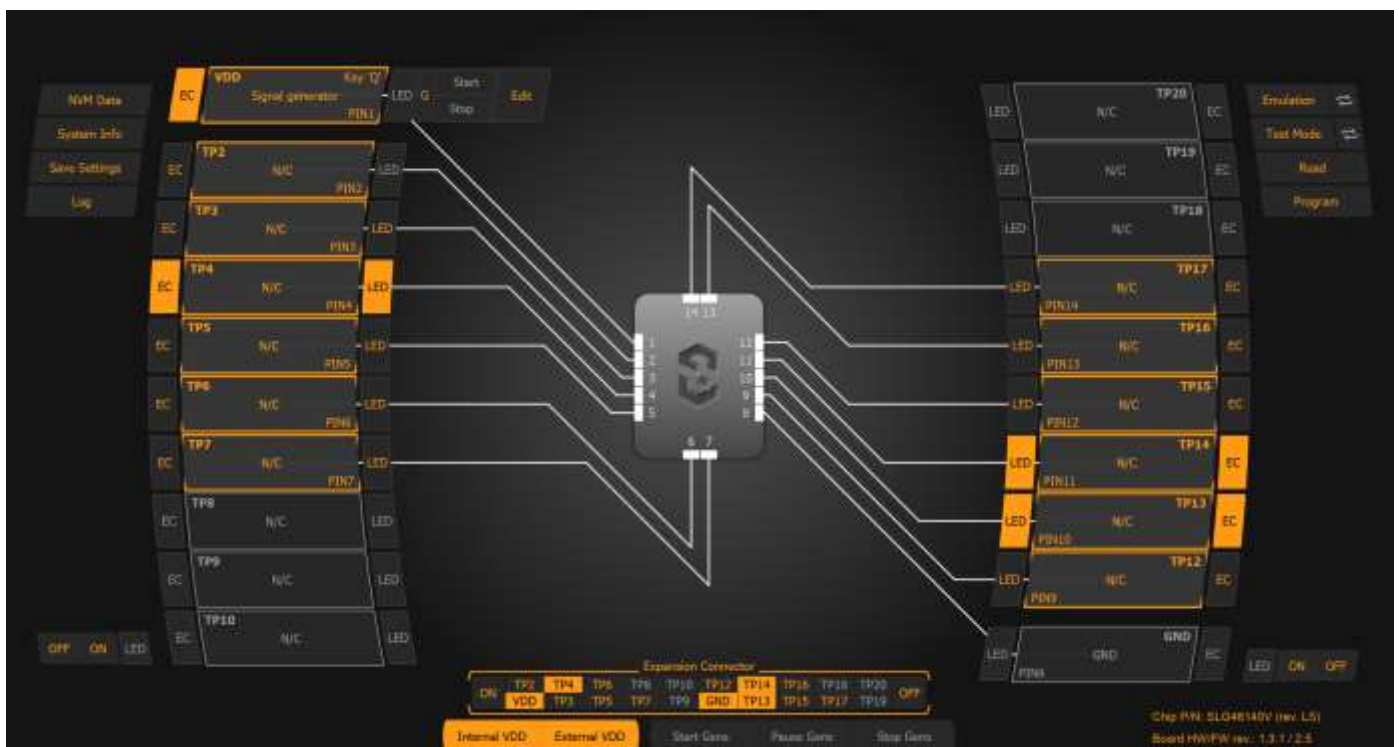 NVM Data
System Info
Save Settings
Log
EC
VDD
Key 'Q'
Signal generator
PIN1
LED
G
Start
Stop
Edit
EC
TP2
N/C
PIN2
LED
EC
TP3
N/C
PIN3
LED
EC
TP4
N/C
PIN4
LED
EC
TP5
N/C
PIN5
LED
EC
TP6
N/C
PIN6
LED
EC
TP7
N/C
PIN7
LED
EC
TP8
N/C
LED
EC
TP9
N/C
LED
EC
TP10
N/C
LED
OFF ON LED
14 13
1 12
2 11
3 10
4 9
5 8
6 7
LED
TP20
N/C
EC
LED
TP19
N/C
EC
LED
TP18
N/C
EC
LED
TP17
N/C
PIN14
EC
LED
TP16
N/C
PIN13
EC
LED
TP15
N/C
PIN12
EC
LED
TP14
N/C
PIN11
EC
LED
TP13
N/C
PIN10
EC
LED
TP12
N/C
PIN9
EC
LED
GND
GND
PIN8
EC
Emulation
Test Mode
Read
Program
LED ON OFF
Expansion Connector
ON
TP2 TP4 TP6 TP8 TP10 TP12 TP14 TP16 TP18 TP20
VDD TP3 TP5 TP7 TP9 GND TP13 TP15 TP17 TP19
OFF
Internal VDD External VDD Start Gens Pause Gens Stop Gens
Chip P/N: SLG46140V (rev. LS)
Board HW/FW rev.: 1.3.1 / 2.5